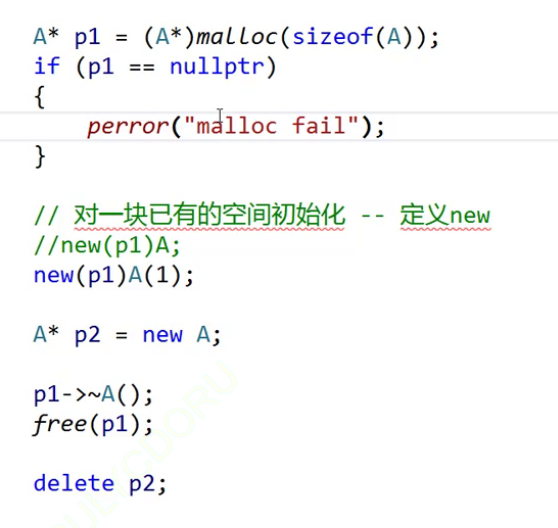 A* p1 = (A*)malloc(sizeof(A));
if (p1 == nullptr)
{
perror("malloc fail");
}
// 对一块已有的空间初始化 -- 定义new
//new(p1)A;
new(p1)A(1);
A* p2 = new A;
p1->~A();
free(p1);
delete p2;